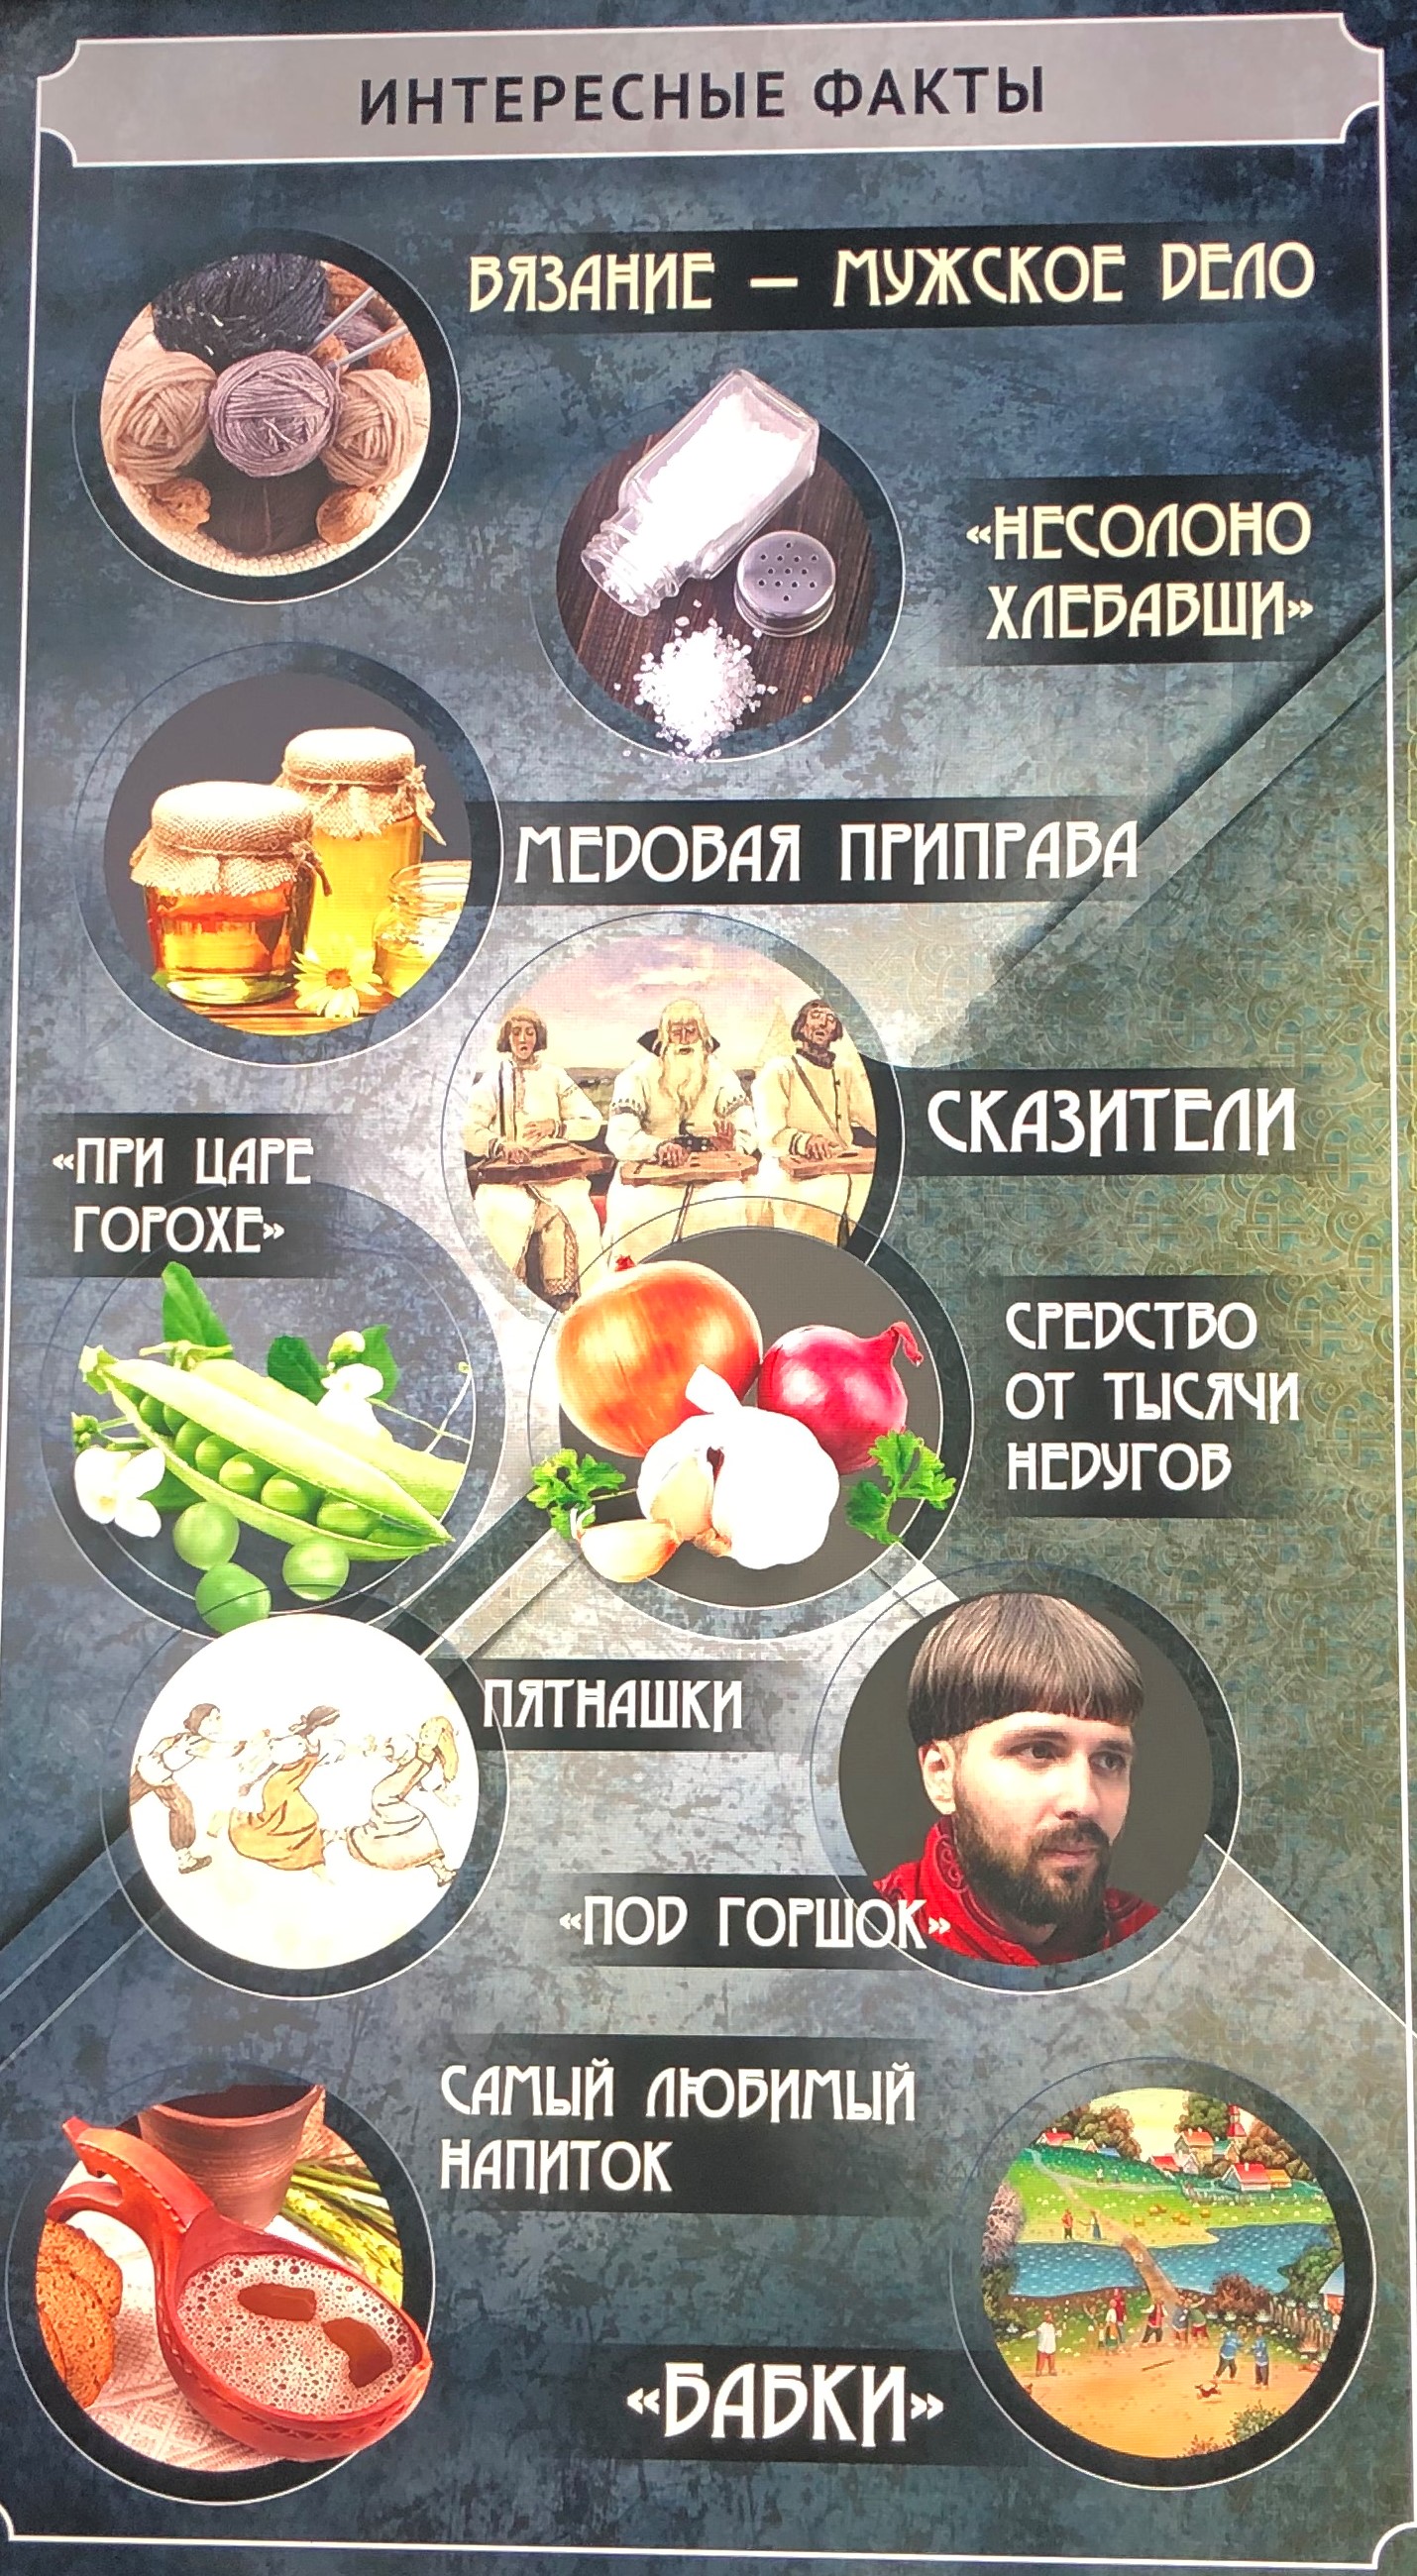 ИНТЕРЕСНЫЕ ФАКТЫ
ВЯЗАНИЕ – МУЖСКОЕ ДЕЛО
«НЕСОЛОНО
ХЛЕБАВШИ»
МЕДОВАЯ ПРИПРАВА
СКАЗИТЕЛИ
«ПРИ ЦАРЕ
ГОРОХЕ»
СРЕДСТВО
ОТ ТЫСЯЧИ
НЕДУГОВ
ПЯТНАШКИ
«ПОД ГОРШОК»
САМЫЙ ЛЮБИМЫЙ
НАПИТОК
«БАБКИ»